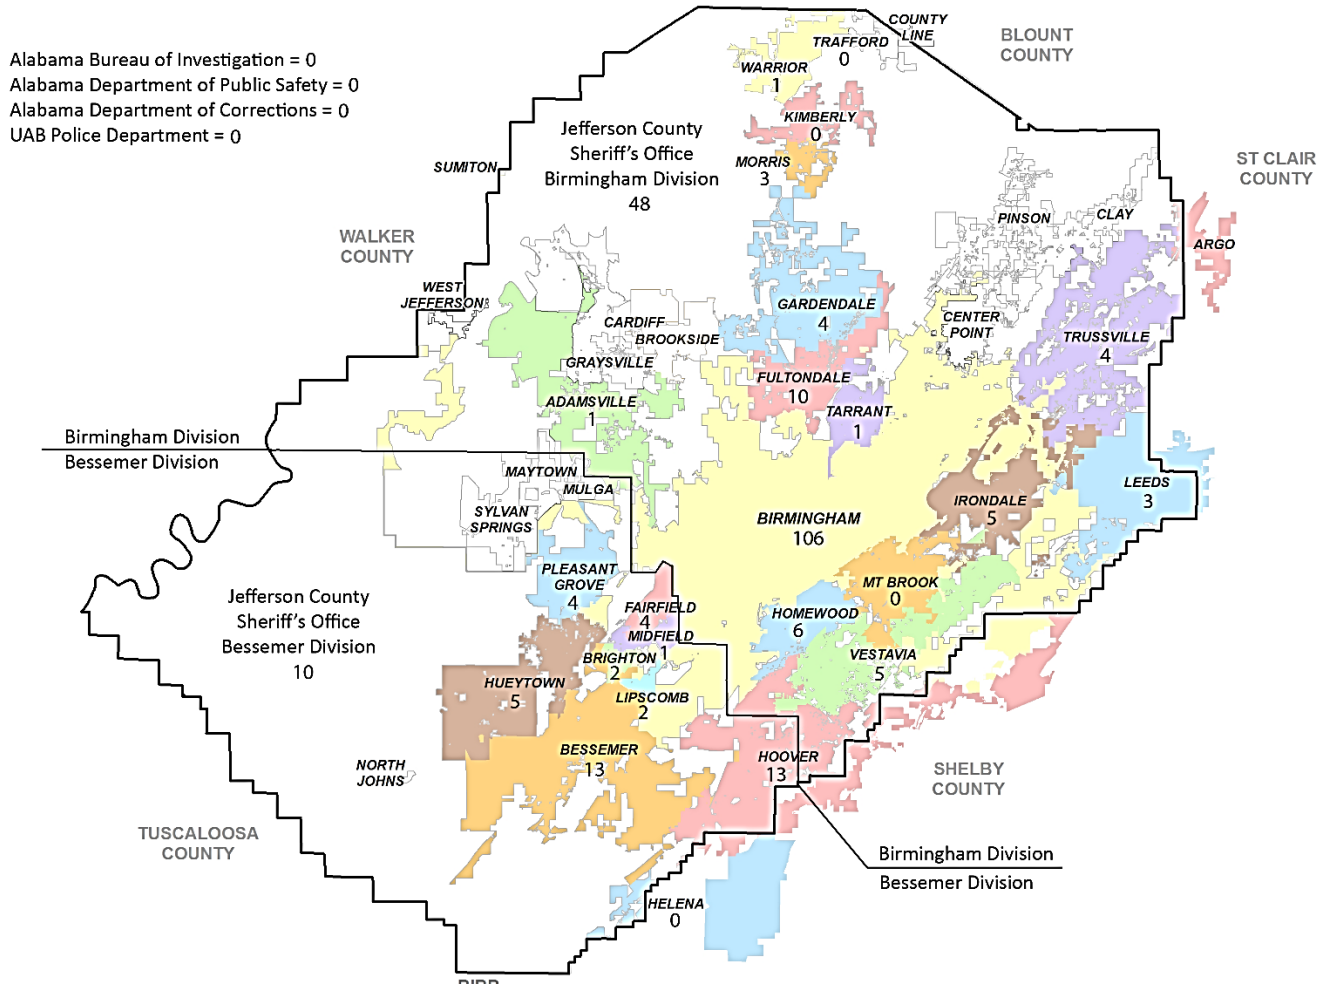 Alabama Bureau of Investigation = 0
Alabama Department of Public Safety = 0
Alabama Department of Corrections = 0
UAB Police Department = 0
COUNTY
LINE
BLOUNT
COUNTY
TRAFFORD
0
WARRIOR
1
KIMBERLY
0
MORRIS
3
Jefferson County
Sheriff's Office
Birmingham Division
48
SUMITON
ST CLAIR
COUNTY
PINSON
CLAY
ARGO
WALKER
COUNTY
WEST
JEFFERSON
GARDENDALE
4
CARDIFF
BROOKSIDE
CENTER
POINT
TRUSSVILLE
4
GRAYSVILLE
FULTONDALE
10
ADAMSVILLE
1
TARRANT
1
Birmingham Division
Bessemer Division
MAYTOWN
MULGA
SYLVAN
SPRINGS
LEEDS
3
IRONDALE
5
BIRMINGHAM
106
PLEASANT
GROVE
4
MT BROOK
0
Jefferson County
Sheriff's Office
Bessemer Division
10
FAIRFIELD
4
HOMEWOOD
6
MIDFIELD
1
BRIGHTON
2
VESTAVIA
5
HUEYTOWN
5
LIPSCOMB
2
BESSEMER
13
HOOVER
13
NORTH
JOHNS
SHELBY
COUNTY
TUSCALOOSA
COUNTY
Birmingham Division
Bessemer Division
HELENA
0
BIBB